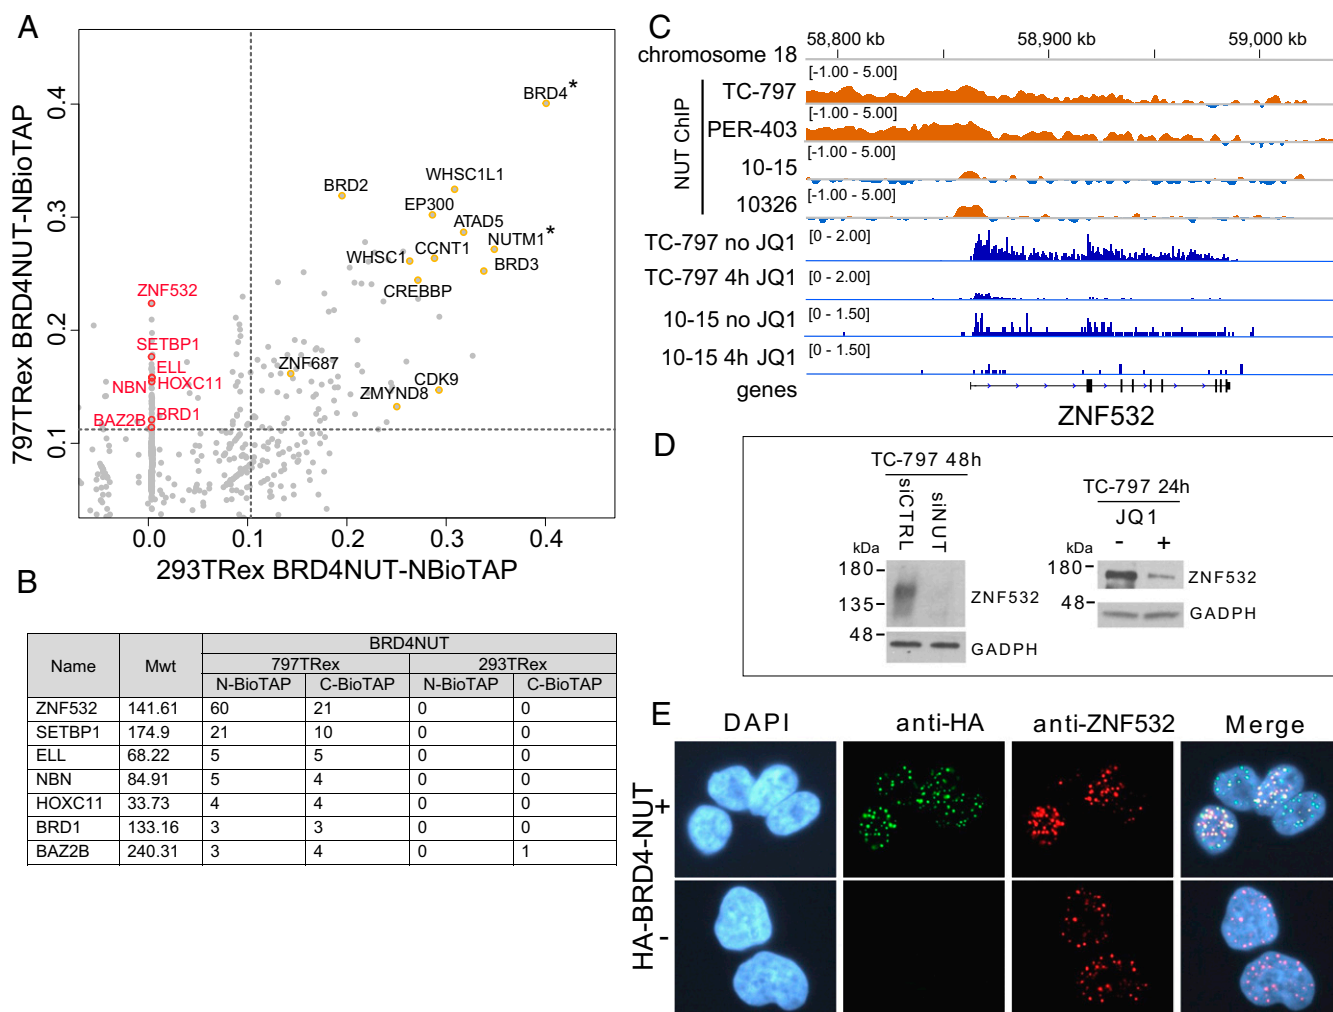 A
797TRex BRD4NUT-NBioTAP
0.4
0.3
0.2
0.1
BRD4*
BRD2
WHSC1L1
EP300
ATAD5
NUTM1*
WHSC1
CCNT1
BRD3
CREBBP
ZNF532
SETBP1
ELL
NBN
HOXC11
BRD1
BAZ2B
ZNF687
CDK9
ZMYND8
0.0 0.1 0.2 0.3 0.4
293TRex BRD4NUT-NBioTAP
B
Name Mwt BRD4NUT
797TRex 293TRex
N-BioTAP C-BioTAP N-BioTAP C-BioTAP
ZNF532 141.61 60 21 0 0
SETBP1 174.9 21 10 0 0
ELL 68.22 5 5 0 0
NBN 84.91 5 4 0 0
HOXC11 33.73 4 4 0 0
BRD1 133.16 3 3 0 0
BAZ2B 240.31 3 4 0 1
C
58,800 kb 58,900 kb 59,000 kb
chromosome 18
NUT ChIP
TC-797 [-1.00 - 5.00]
PER-403 [-1.00 - 5.00]
10-15 [-1.00 - 5.00]
10326 [-1.00 - 5.00]
TC-797 no JQ1 [0 - 2.00]
TC-797 4h JQ1 [0 - 2.00]
10-15 no JQ1 [0 - 1.50]
10-15 4h JQ1 [0 - 1.50]
genes
ZNF532
D
TC-797 48h
siCTRL siNUT
kDa
180
135
48
ZNF532
GADPH
TC-797 24h
JQ1
- +
kDa
180
48
ZNF532
GADPH
E
DAPI anti-HA anti-ZNF532 Merge
HA-BRD4-NUT
+
-